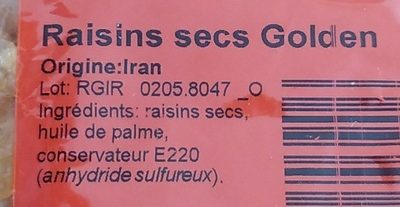 Raisins secs Golden
Origine:Iran
Lot: RGIR 0205.8047 _O
Ingrédients: raisins secs,
huile de palme,
conservateur E220
(anhydride sulfureux).